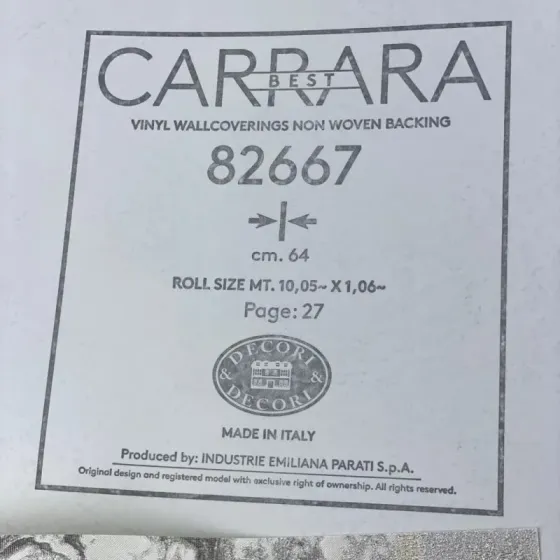 CARRARA
BEST
VINYL WALLCOVERINGS NON WOVEN BACKING
82667
cm. 64
ROLL SIZE MT. 10,05~ X 1,06~
Page: 27
DECORI
& &
DECORI
MADE IN ITALY
Produced by: INDUSTRIE EMILIANA PARATI S.p.A.
Original design and registered model with exclusive right of ownership. All rights reserved.